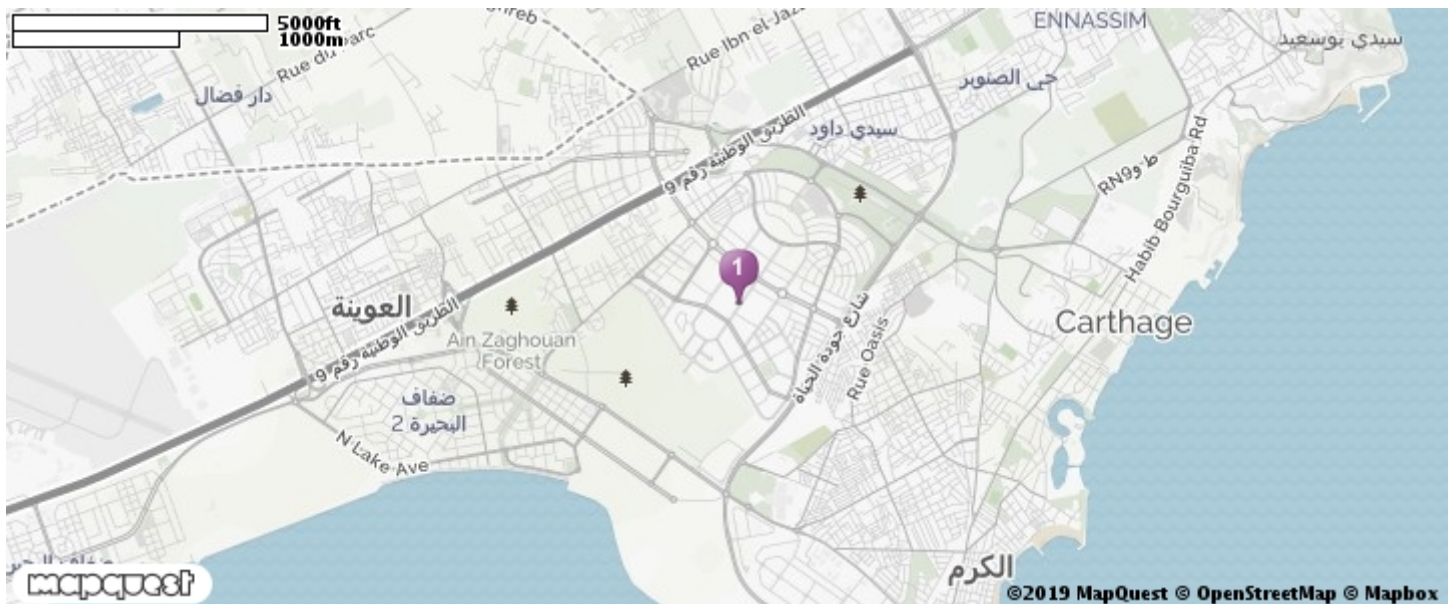 5000ft
1000m
Rue du Parc
دار فضال
Rue Ibn el Jaz
ENNASSIM
سيدي بوسعيد
حي الصنوبر
سيدي داود
الطريق الوطنية رقم 9
ط و RN9
Habib Bourguiba Rd
1
العوينة
الطريق الوطنية رقم 9
Ain Zaghouan
Forest
شارع جودة الحياة
Rue Oasis
Carthage
ضفاف
البحيرة 2
N Lake Ave
الكرم
mapquest
©2019 MapQuest © OpenStreetMap © Mapbox